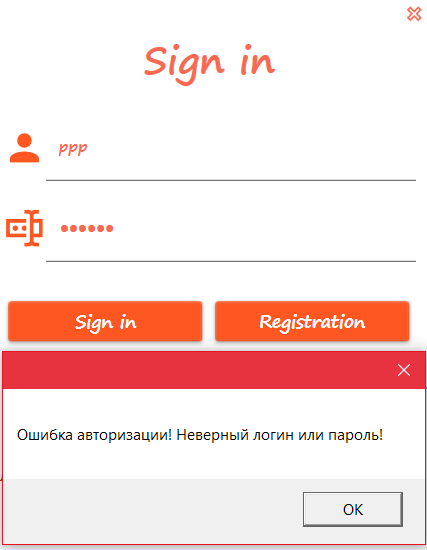 Sign in
ppp
••••••
Sign in
Registration
Ошибка авторизации! Неверный логин или пароль!
OK